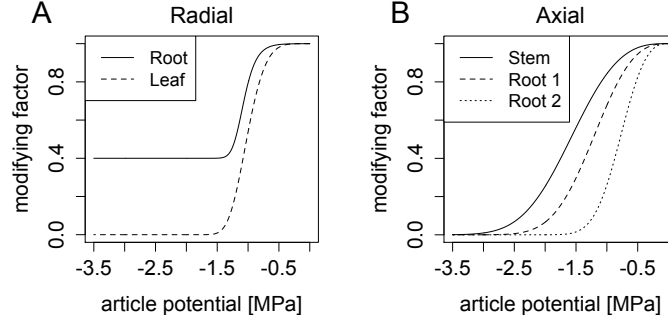 A
Radial
Root
Leaf
modifying factor
0.0
0.4
0.8
-3.5
-2.5
-1.5
-0.5
article potential [MPa]
B
Axial
Stem
Root 1
Root 2
modifying factor
0.0
0.4
0.8
-3.5
-2.5
-1.5
-0.5
article potential [MPa]